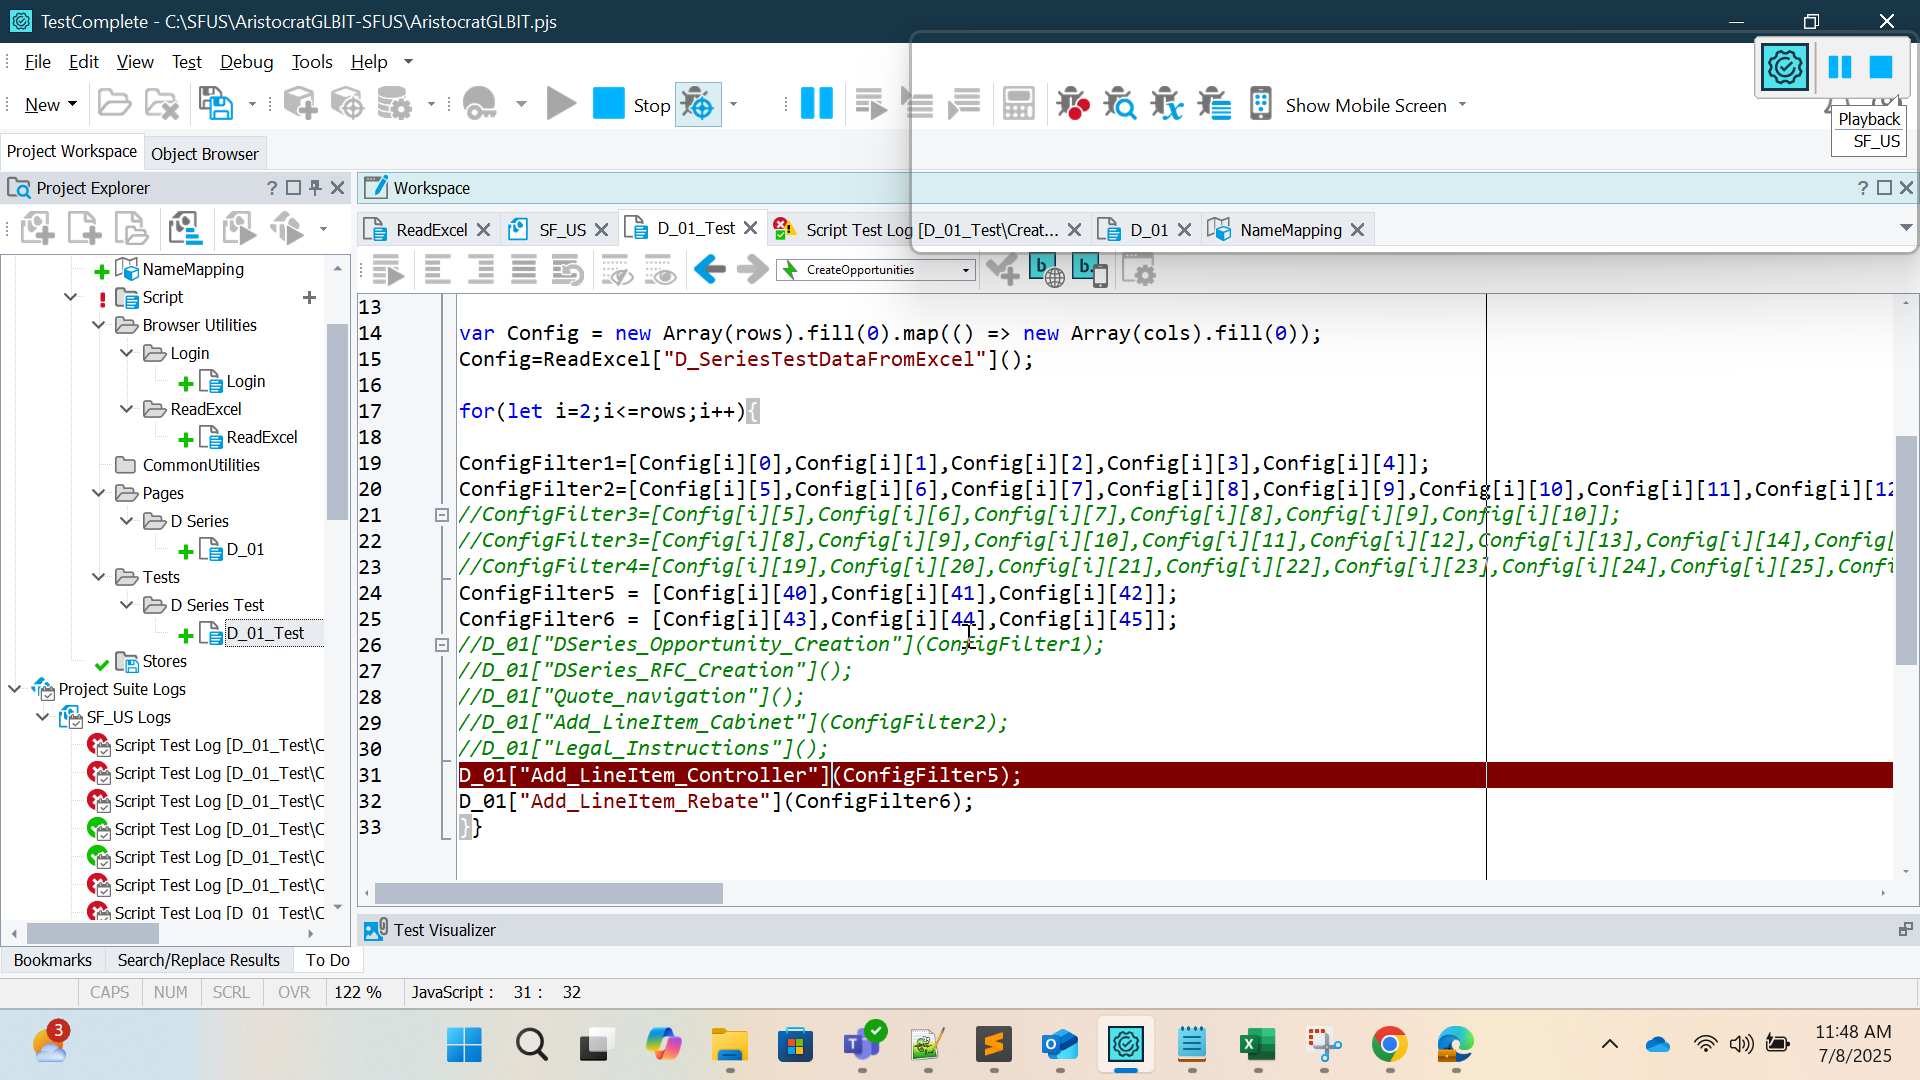 TestComplete - C:\SFUS\AristocratGLBIT-SFUS\AristocratGLBIT.pjs
File Edit View Test Debug Tools Help
New Stop Show Mobile Screen
Playback
SF_US
Project Workspace Object Browser
Project Explorer
Workspace
ReadExcel SF_US D_01_Test Script Test Log [D_01_Test\Creat... D_01 NameMapping
CreateOpportunities
NameMapping
Script
Browser Utilities
Login
Login
ReadExcel
ReadExcel
CommonUtilities
Pages
D Series
D_01
Tests
D Series Test
D_01_Test
Stores
Project Suite Logs
SF_US Logs
Script Test Log [D_01_Test\C
Script Test Log [D_01_Test\C
Script Test Log [D_01_Test\C
Script Test Log [D_01_Test\C
Script Test Log [D_01_Test\C
Script Test Log [D_01_Test\C
Script Test Log [D_01_Test\C
13
14 var Config = new Array(rows).fill(0).map(() => new Array(cols).fill(0));
15 Config=ReadExcel["D_SeriesTestDataFromExcel"]();
16
17 for(let i=2;i<=rows;i++){
18
19 ConfigFilter1=[Config[i][0],Config[i][1],Config[i][2],Config[i][3],Config[i][4]];
20 ConfigFilter2=[Config[i][5],Config[i][6],Config[i][7],Config[i][8],Config[i][9],Config[i][10],Config[i][11],Config[i][12
21 //ConfigFilter3=[Config[i][5],Config[i][6],Config[i][7],Config[i][8],Config[i][9],Config[i][10]];
22 //ConfigFilter3=[Config[i][8],Config[i][9],Config[i][10],Config[i][11],Config[i][12],Config[i][13],Config[i][14],Config[
23 //ConfigFilter4=[Config[i][19],Config[i][20],Config[i][21],Config[i][22],Config[i][23],Config[i][24],Config[i][25],Confi
24 ConfigFilter5 = [Config[i][40],Config[i][41],Config[i][42]];
25 ConfigFilter6 = [Config[i][43],Config[i][44],Config[i][45]];
26 //D_01["DSeries_Opportunity_Creation"](ConfigFilter1);
27 //D_01["DSeries_RFC_Creation"]();
28 //D_01["Quote_navigation"]();
29 //D_01["Add_LineItem_Cabinet"](ConfigFilter2);
30 //D_01["Legal_Instructions"]();
31 D_01["Add_LineItem_Controller"](ConfigFilter5);
32 D_01["Add_LineItem_Rebate"](ConfigFilter6);
33 }}
Test Visualizer
Bookmarks Search/Replace Results To Do
CAPS NUM SCRL OVR 122 % JavaScript : 31 : 32
3
11:48 AM
7/8/2025